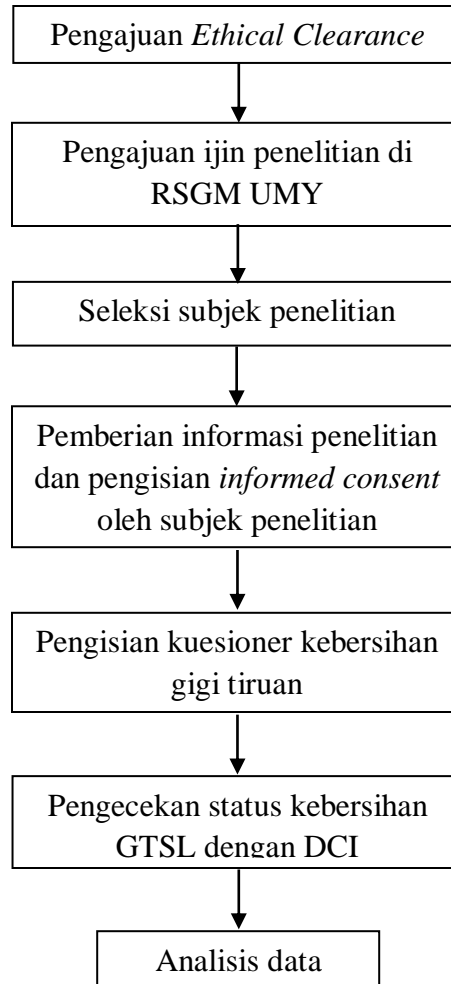 Pengajuan Ethical Clearance
Pengajuan ijin penelitian di
RSGM UMY
Seleksi subjek penelitian
Pemberian informasi penelitian
dan pengisian informed consent
oleh subjek penelitian
Pengisian kuesioner kebersihan
gigi tiruan
Pengecekan status kebersihan
GTSL dengan DCI
Analisis data